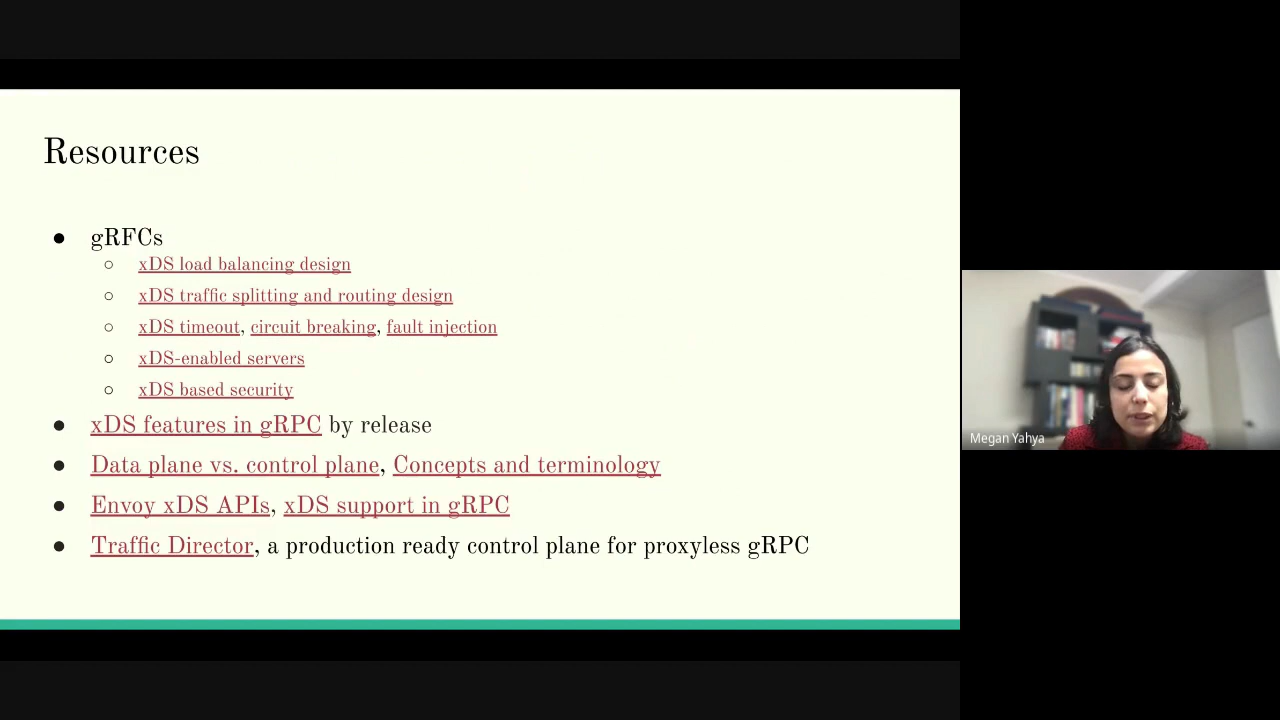 Resources
● gRFCs
○ xDS load balancing design
○ xDS traffic splitting and routing design
○ xDS timeout, circuit breaking, fault injection
○ xDS-enabled servers
○ xDS based security
● xDS features in gRPC by release
● Data plane vs. control plane, Concepts and terminology
● Envoy xDS APIs, xDS support in gRPC
● Traffic Director, a production ready control plane for proxyless gRPC
Megan Yahya